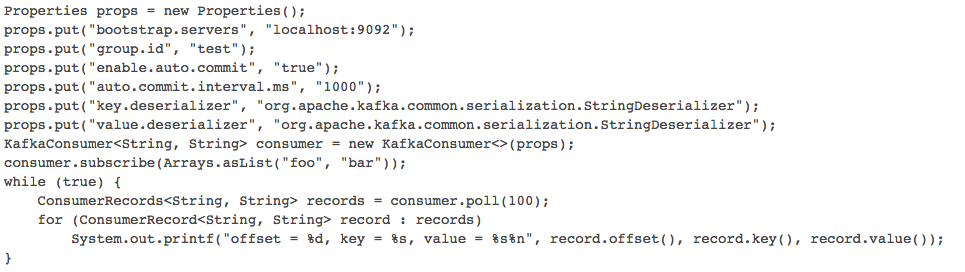 Properties props = new Properties();
props.put("bootstrap.servers", "localhost:9092");
props.put("group.id", "test");
props.put("enable.auto.commit", "true");
props.put("auto.commit.interval.ms", "1000");
props.put("key.deserializer", "org.apache.kafka.common.serialization.StringDeserializer");
props.put("value.deserializer", "org.apache.kafka.common.serialization.StringDeserializer");
KafkaConsumer<String, String> consumer = new KafkaConsumer<>(props);
consumer.subscribe(Arrays.asList("foo", "bar"));
while (true) {
    ConsumerRecords<String, String> records = consumer.poll(100);
    for (ConsumerRecord<String, String> record : records)
        System.out.printf("offset = %d, key = %s, value = %s%n", record.offset(), record.key(), record.value());
}